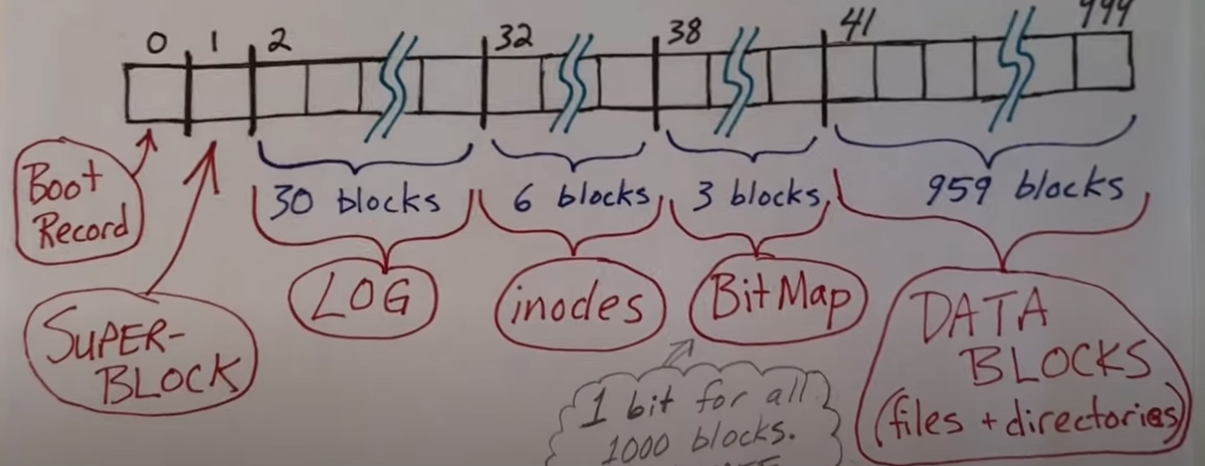 0 1 2 32 38 41 999
30 blocks 6 blocks 3 blocks 959 blocks
Boot
Record
SUPER-
BLOCK
LOG
inodes
BitMap
1 bit for all
1000 blocks.
DATA
BLOCKS
(files + directories)